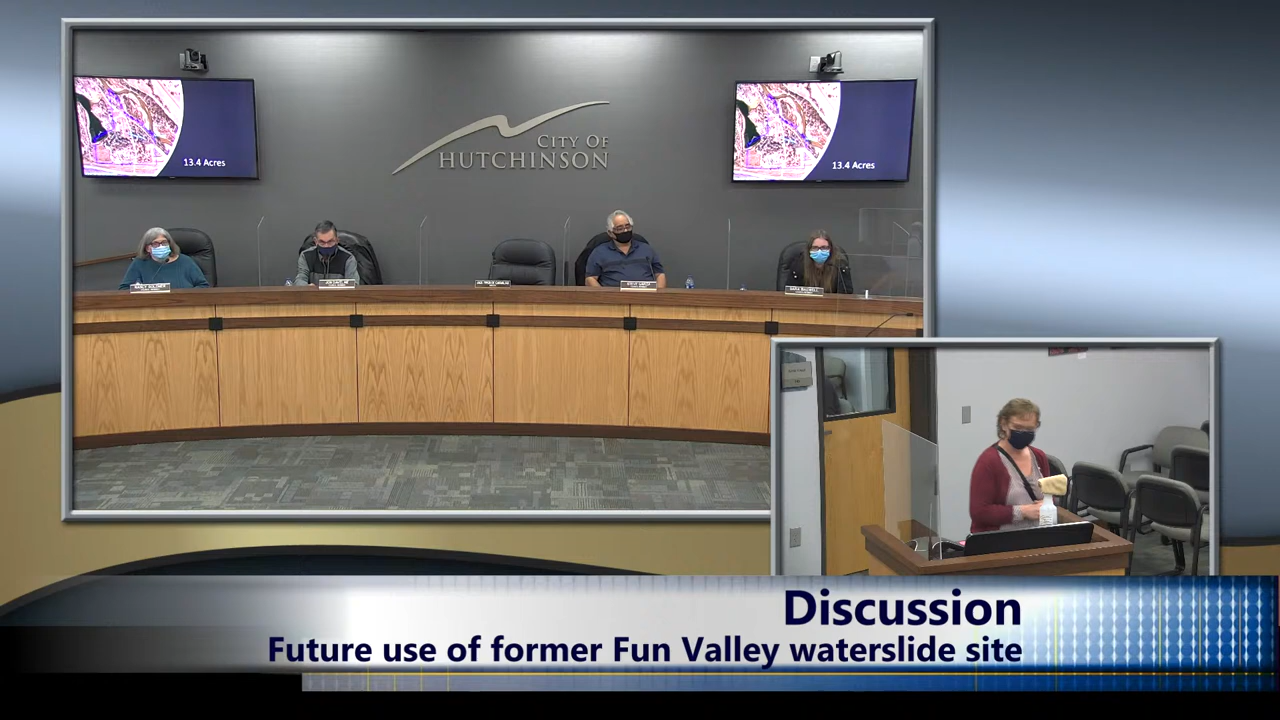 13.4 Acres
CITY OF
HUTCHINSON
13.4 Acres
Discussion
Future use of former Fun Valley waterslide site